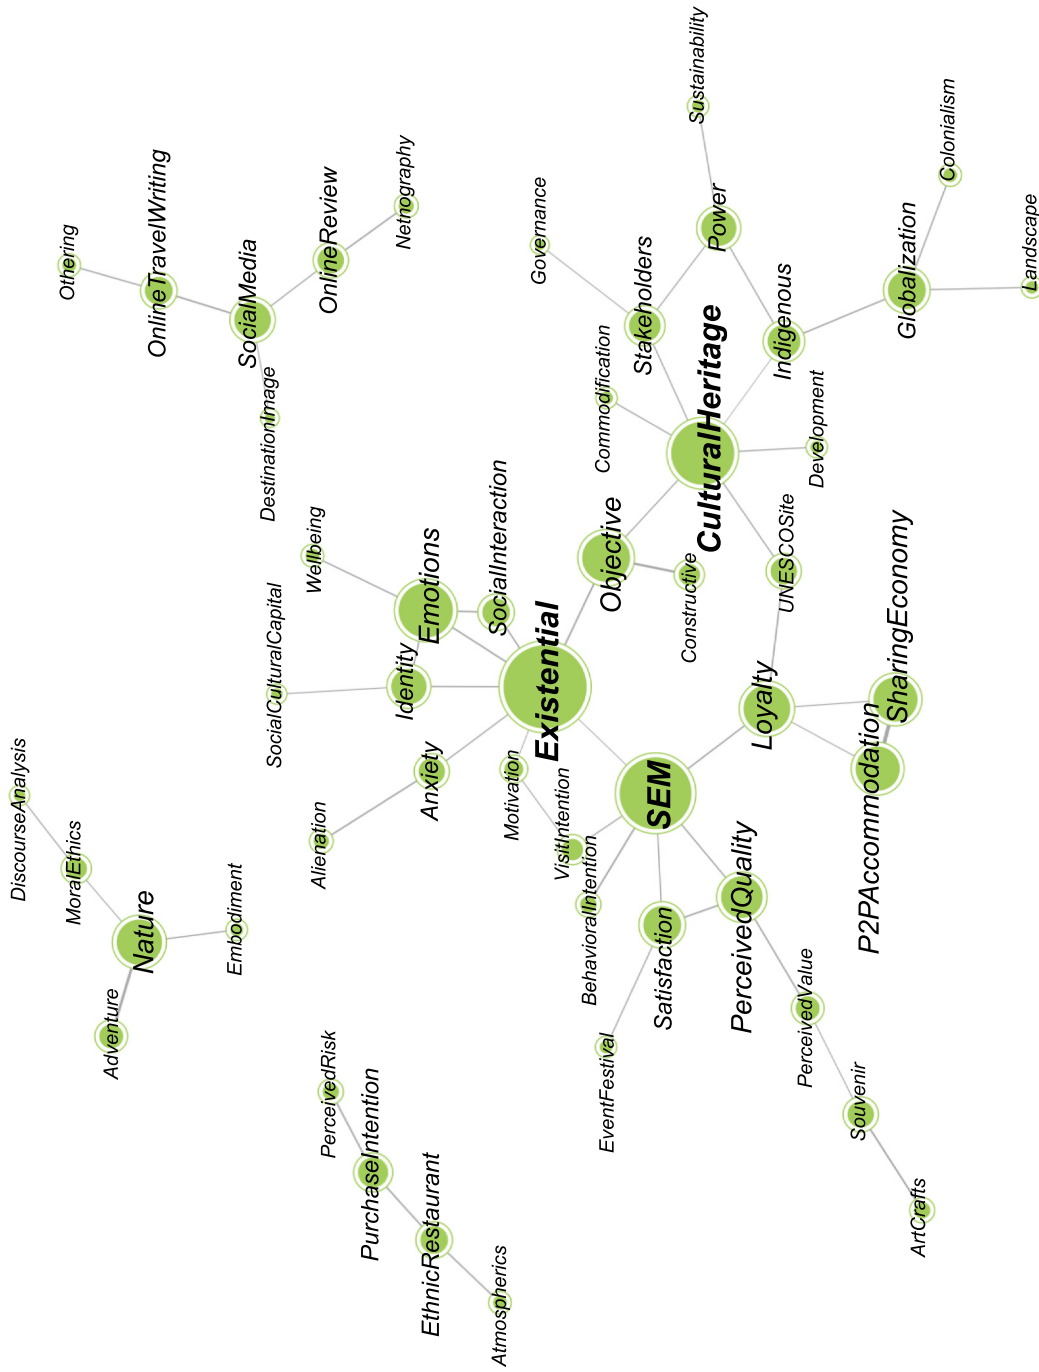 DiscourseAnalysis
MoralEthics
Nature
Adventure
Embodiment
Othering
OnlineTravelWriting
SocialMedia
OnlineReview
Netnography
DestinationImage
Wellbeing
SocialCulturalCapital
Emotions
SocialInteraction
Identity
Existential
Anxiety
Alienation
Motivation
VisitIntention
BehavioralIntention
SEM
Satisfaction
EventFestival
PerceivedQuality
PerceivedValue
Souvenir
ArtCrafts
PerceivedRisk
PurchaseIntention
EthnicRestaurant
Atmospherics
Objective
Constructive
CulturalHeritage
Commodification
Stakeholders
Governance
Power
Sustainability
Indigenous
Globalization
Colonialism
Landscape
Development
UNESCOSite
Loyalty
SharingEconomy
P2PAccommodation